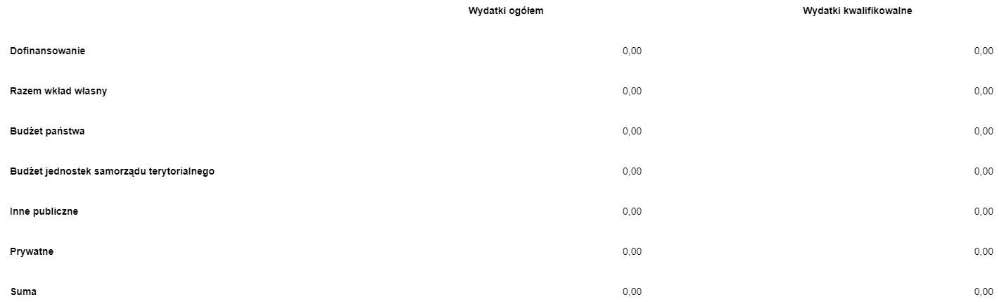 Wydatki ogółem Wydatki kwalifikowalne
Dofinansowanie 0,00 0,00
Razem wkład własny 0,00 0,00
Budżet państwa 0,00 0,00
Budżet jednostek samorządu terytorialnego 0,00 0,00
Inne publiczne 0,00 0,00
Prywatne 0,00 0,00
Suma 0,00 0,00